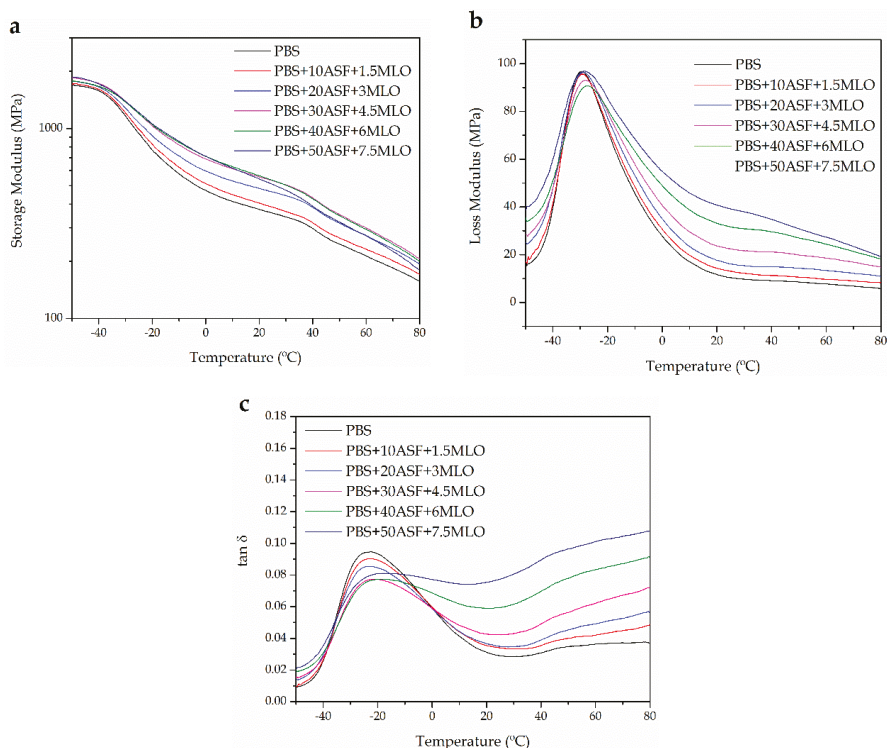 a
Storage Modulus (MPa)
1000
100
PBS
PBS+10ASF+1.5MLO
PBS+20ASF+3MLO
PBS+30ASF+4.5MLO
PBS+40ASF+6MLO
PBS+50ASF+7.5MLO
-40 -20 0 20 40 60 80
Temperature (ºC)
b
Loss Modulus (MPa)
120
100
80
60
40
20
0
PBS
PBS+10ASF+1.5MLO
PBS+20ASF+3MLO
PBS+30ASF+4.5MLO
PBS+40ASF+6MLO
PBS+50ASF+7.5MLO
-40 -20 0 20 40 60 80
Temperature (ºC)
c
tan δ
0.18
0.16
0.14
0.12
0.10
0.08
0.06
0.04
0.02
0.00
PBS
PBS+10ASF+1.5MLO
PBS+20ASF+3MLO
PBS+30ASF+4.5MLO
PBS+40ASF+6MLO
PBS+50ASF+7.5MLO
-40 -20 0 20 40 60 80
Temperature (ºC)